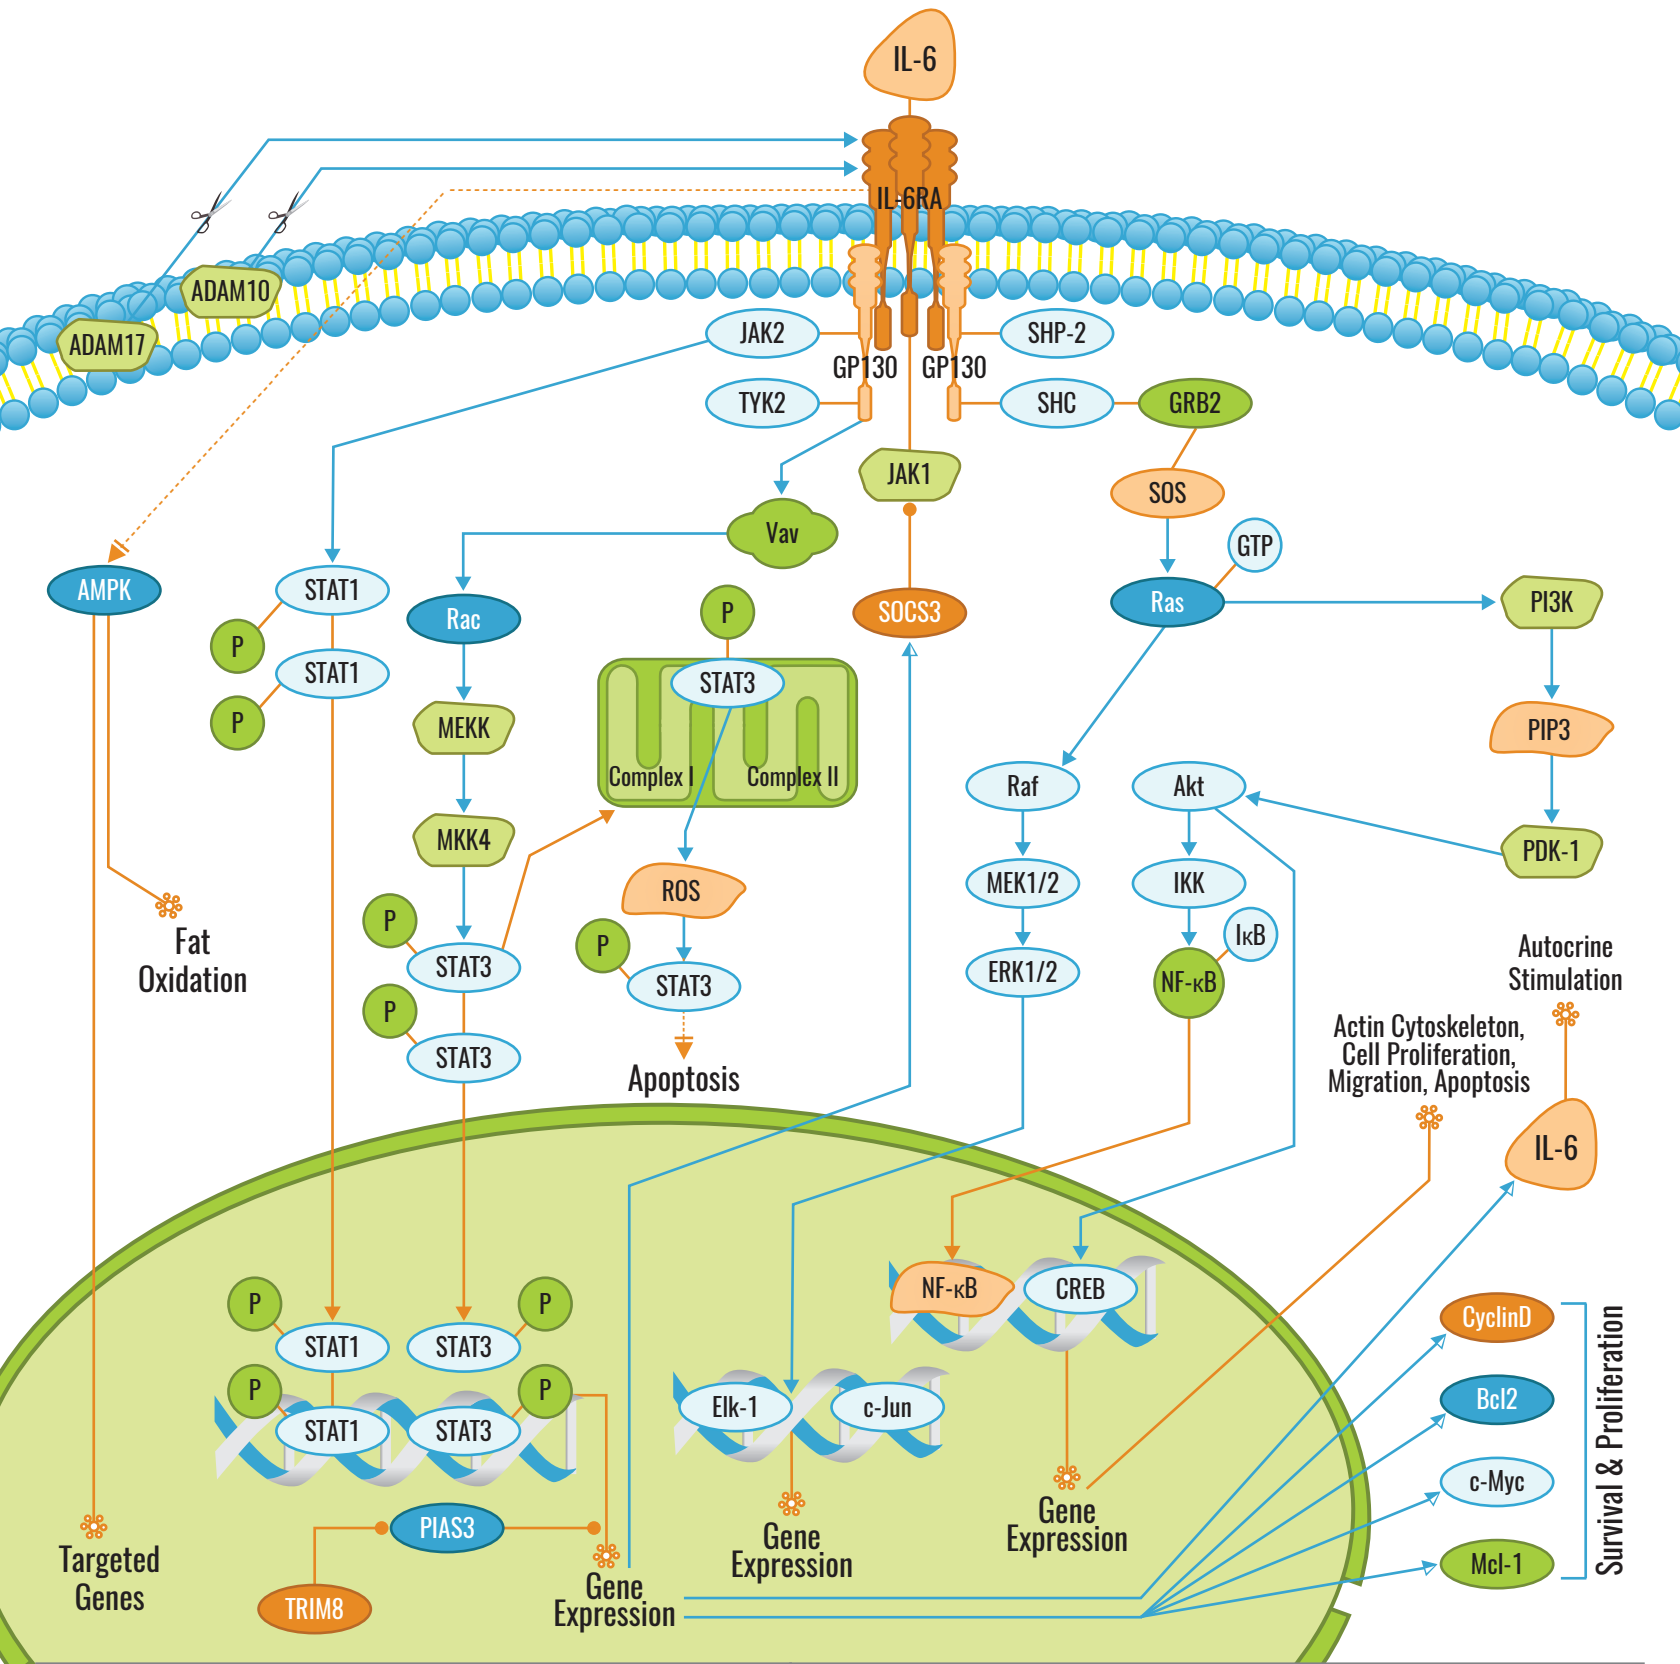 IL-6
IL-6RA
ADAM10
ADAM17
JAK2
SHP-2
GP130
GP130
TYK2
SHC
GRB2
JAK1
SOS
Vav
GTP
AMPK
STAT1
Rac
P
SOCS3
Ras
PI3K
P
STAT1
STAT3
P
MEKK
PIP3
Complex I
Complex II
Raf
Akt
MKK4
PDK-1
ROS
MEK1/2
IKK
P
P
IκB
Fat
Oxidation
STAT3
STAT3
ERK1/2
NF-κB
Autocrine
Stimulation
P
STAT3
Apoptosis
Actin Cytoskeleton,
Cell Proliferation,
Migration, Apoptosis
IL-6
P
P
NF-κB
CREB
STAT1
STAT3
CyclinD
P
P
STAT1
STAT3
Elk-1
c-Jun
Bcl2
c-Myc
Survival & Proliferation
PIAS3
Gene
Expression
Gene
Expression
Targeted
Genes
Mcl-1
TRIM8
Gene
Expression